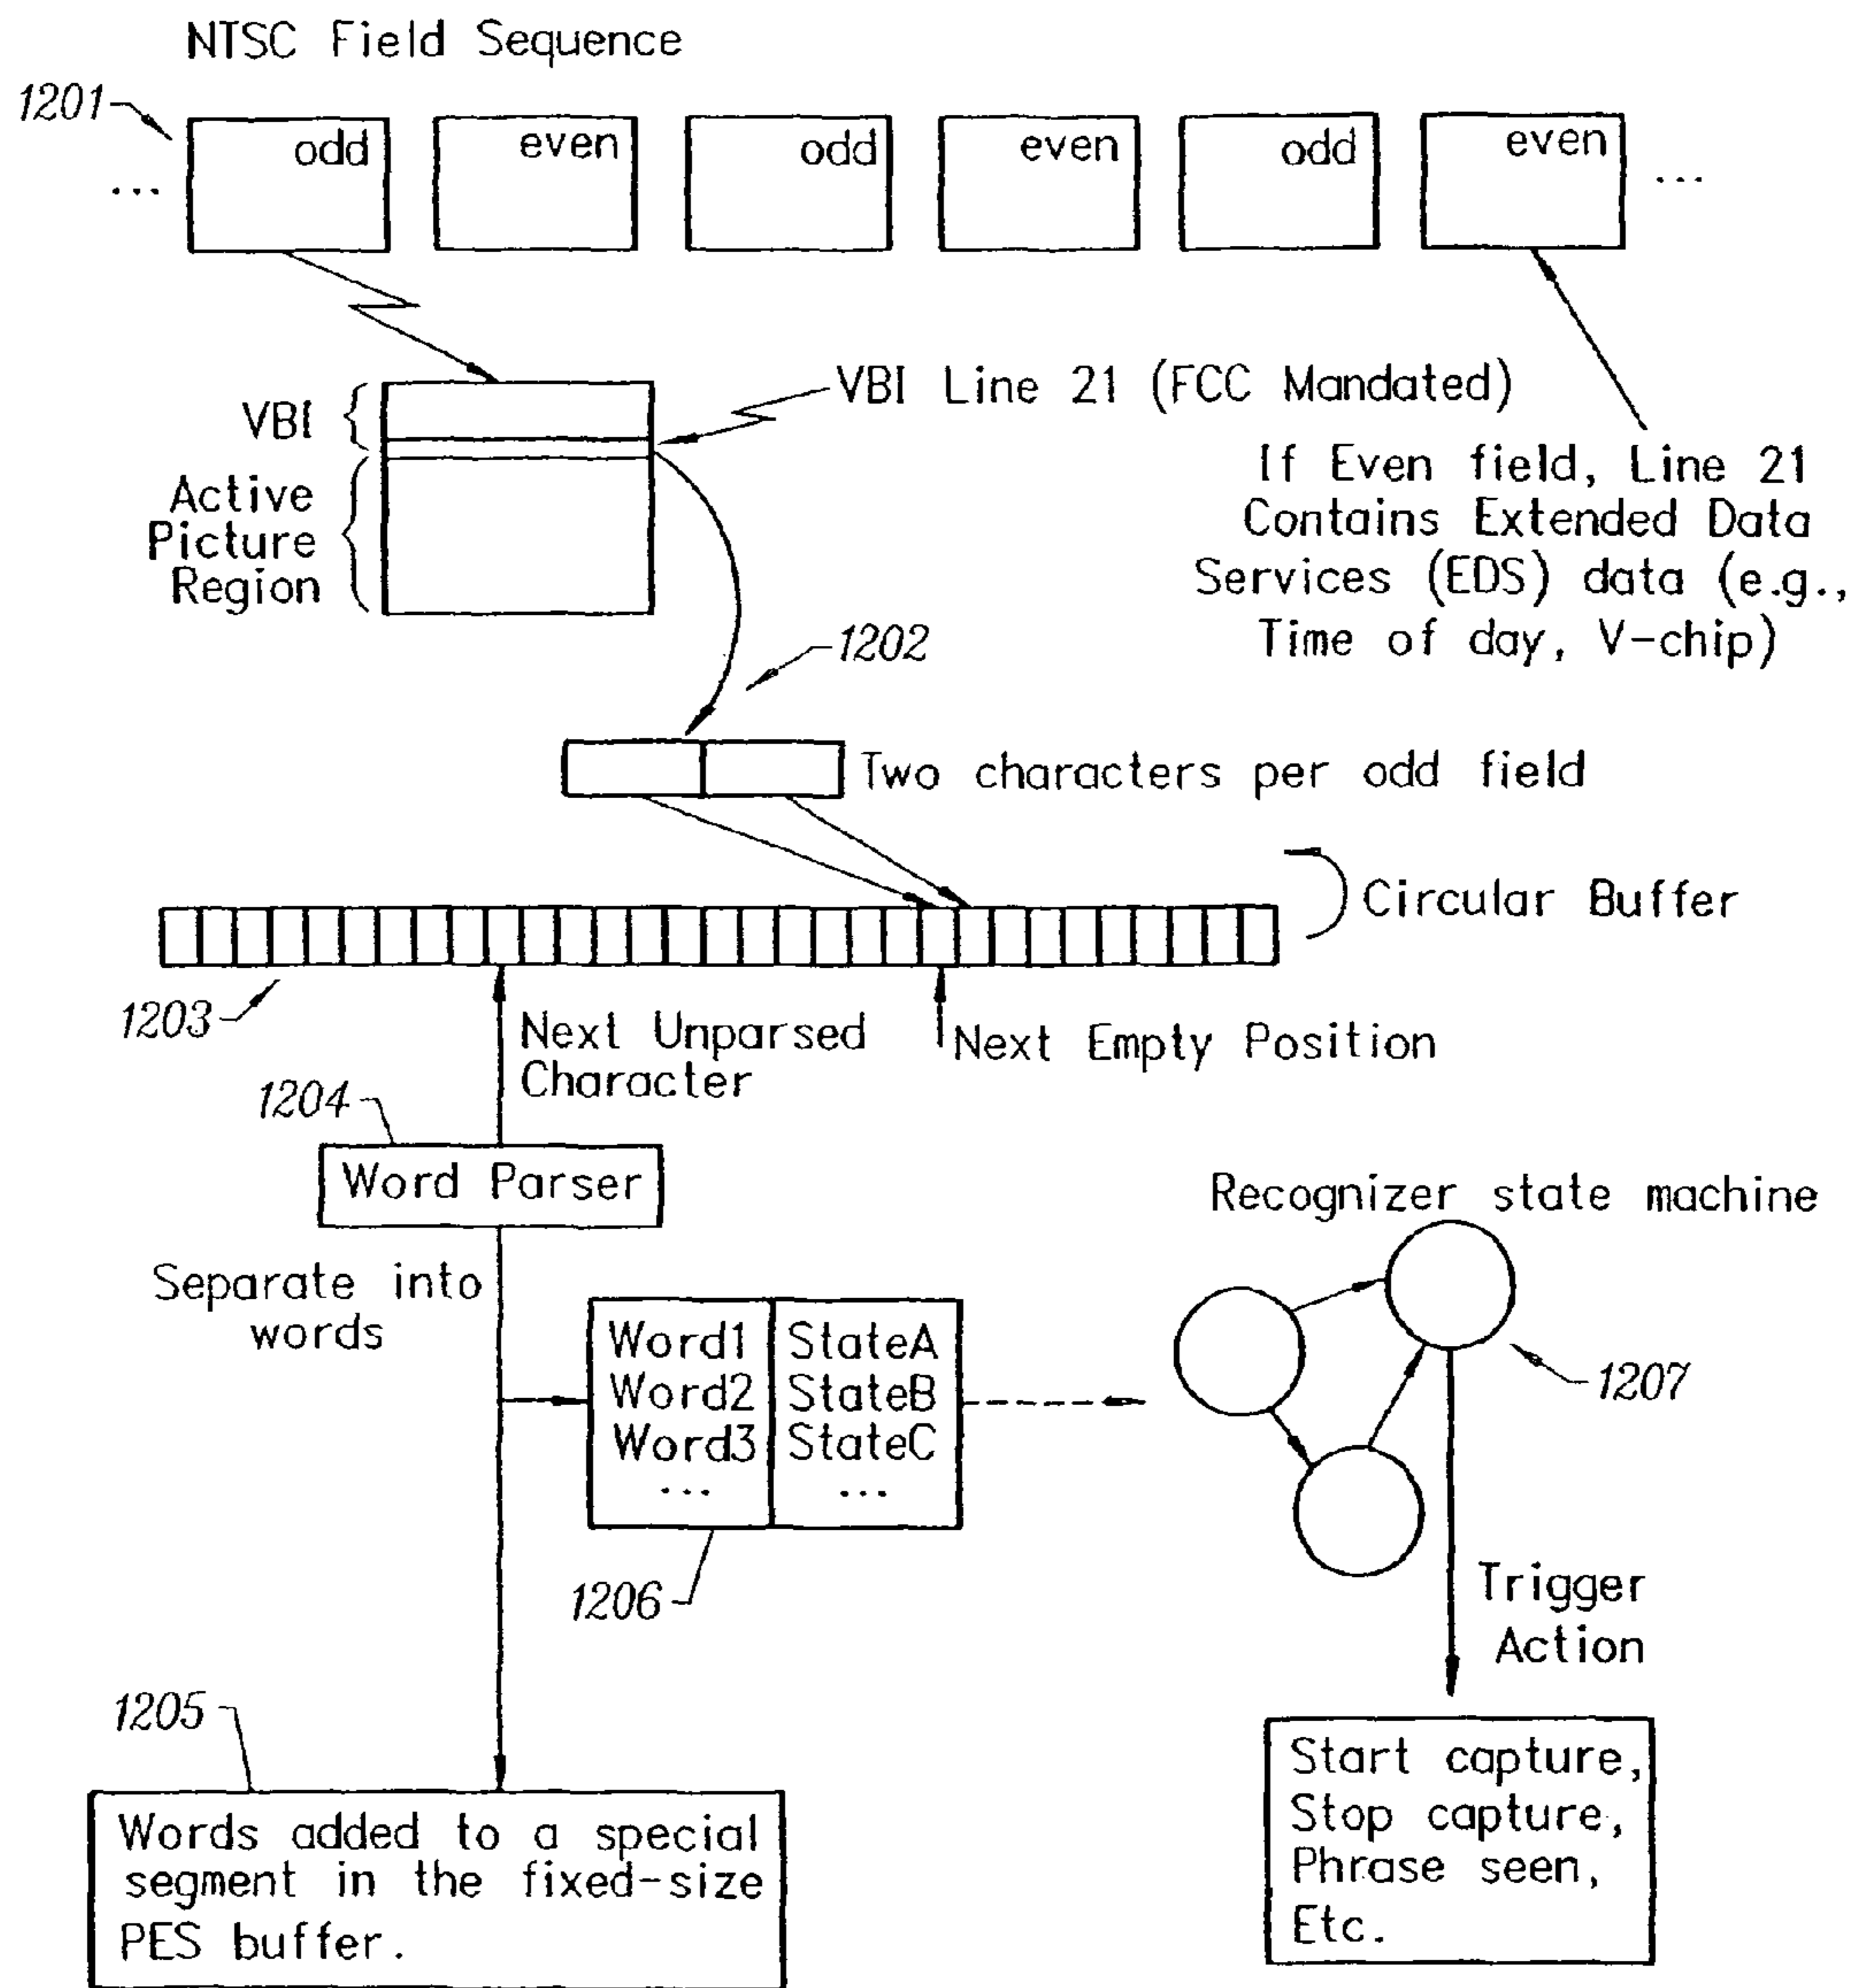 NTSC Field Sequence
1201
odd
even
odd
even
odd
even
...
...
VBI
VBI Line 21 (FCC Mandated)
Active
Picture
Region
If Even field, Line 21
Contains Extended Data
Services (EDS) data (e.g.,
Time of day, V-chip)
1202
Two characters per odd field
Circular Buffer
1203
Next Unparsed
Character
Next Empty Position
1204
Word Parser
Separate into
words
Word1 StateA
Word2 StateB
Word3 StateC
... ...
1206
Recognizer state machine
1207
Trigger
Action
1205
Words added to a special
segment in the fixed-size
PES buffer.
Start capture,
Stop capture,
Phrase seen,
Etc.